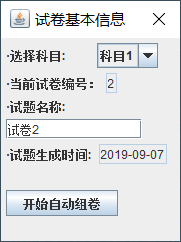 试卷基本信息
·选择科目: 科目1
·当前试卷编号: 2
·试题名称:
试卷2
·试题生成时间: 2019-09-07
开始自动组卷